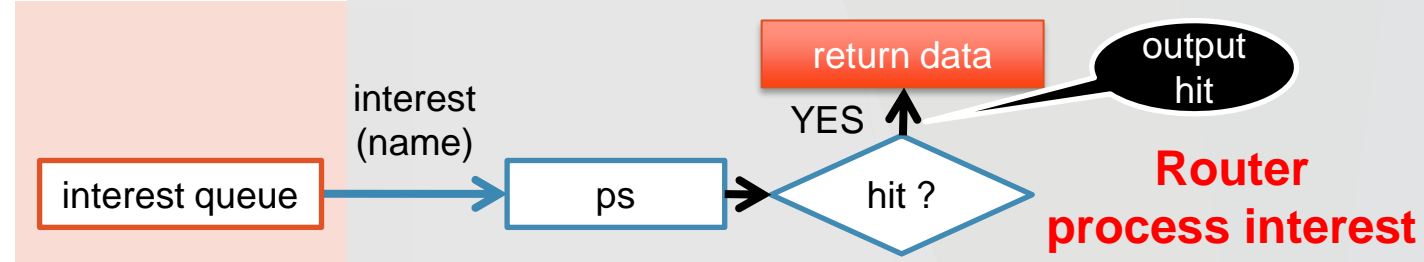 return data
output
hit
interest
(name)
YES
interest queue
ps
hit ?
Router
process interest